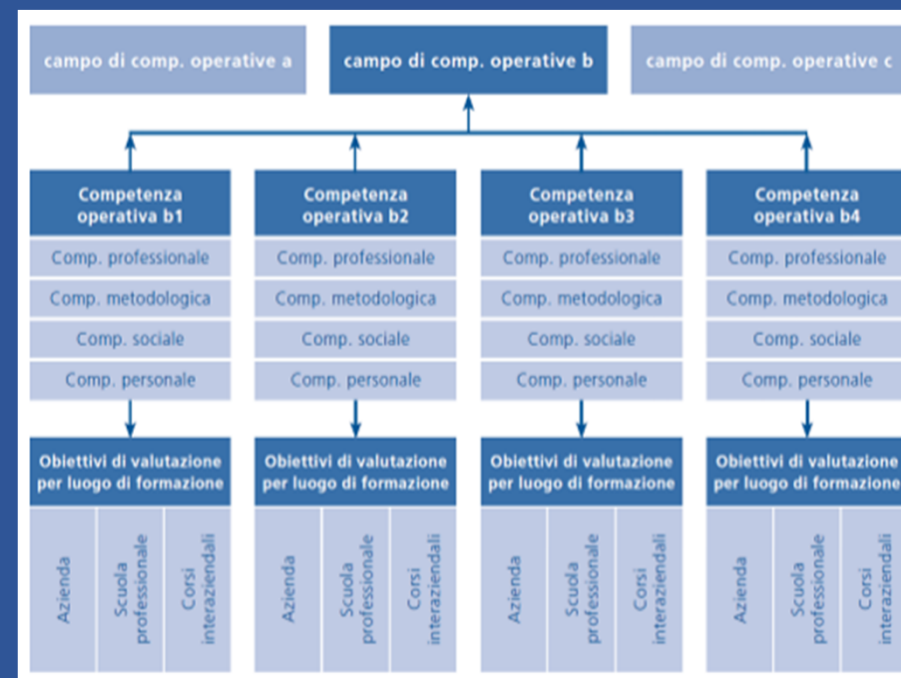 campo di comp. operative a
campo di comp. operative b
campo di comp. operative c
Competenza
operativa b1
Competenza
operativa b2
Competenza
operativa b3
Competenza
operativa b4
Comp. professionale
Comp. professionale
Comp. professionale
Comp. professionale
Comp. metodologica
Comp. metodologica
Comp. metodologica
Comp. metodologica
Comp. sociale
Comp. sociale
Comp. sociale
Comp. sociale
Comp. personale
Comp. personale
Comp. personale
Comp. personale
Obiettivi di valutazione
per luogo di formazione
Obiettivi di valutazione
per luogo di formazione
Obiettivi di valutazione
per luogo di formazione
Obiettivi di valutazione
per luogo di formazione
Azienda
Scuola
professionale
Corsi
interaziendali
Azienda
Scuola
professionale
Corsi
interaziendali
Azienda
Scuola
professionale
Corsi
interaziendali
Azienda
Scuola
professionale
Corsi
interaziendali